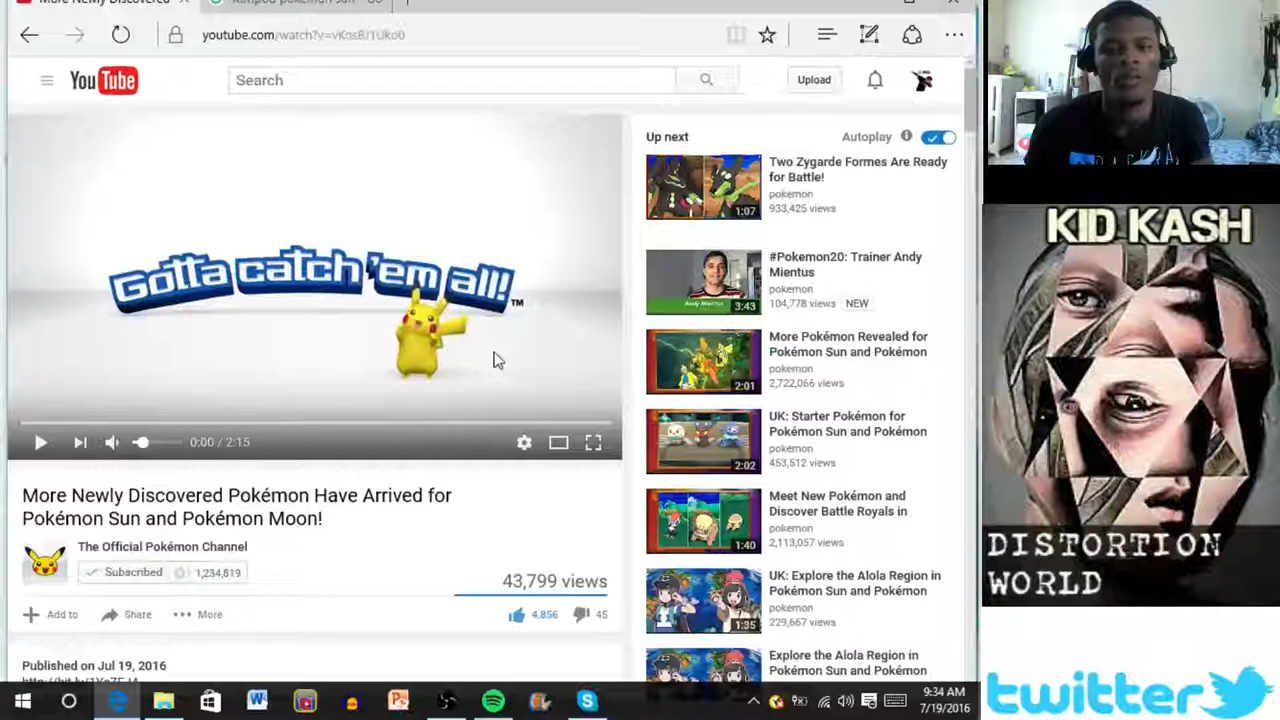 More Newly Discovered
youtube.com/watch?v=
YouTube
Search
Upload
Gotta catch 'em all!™
0:00 / 2:15
More Newly Discovered Pokémon Have Arrived for
Pokémon Sun and Pokémon Moon!
The Official Pokémon Channel
Subscribed 1,234,819
43,799 views
Add to Share More 4,856 45
Published on Jul 19, 2016
Up next
Autoplay
Two Zygarde Formes Are Ready
for Battle!
pokemon
933,425 views
1:07
#Pokemon20: Trainer Andy
Mientus
pokemon
104,778 views NEW
Andy Mientus
3:43
More Pokémon Revealed for
Pokémon Sun and Pokémon
pokemon
2,722,066 views
2:01
UK: Starter Pokémon for
Pokémon Sun and Pokémon
pokemon
453,512 views
2:02
Meet New Pokémon and
Discover Battle Royals in
pokemon
2,113,057 views
1:40
UK: Explore the Alola Region in
Pokémon Sun and Pokémon
pokemon
229,667 views
1:35
Explore the Alola Region in
Pokémon Sun and Pokémon
KID KASH
DISTORTION
WORLD
twitter
9:34 AM
7/19/2016